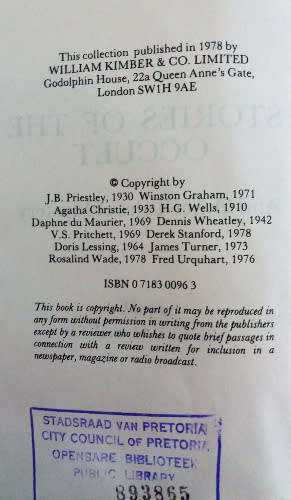 This collection published in 1978 by
WILLIAM KIMBER & CO. LIMITED
Godolphin House, 22a Queen Anne's Gate,
London SW1H 9AE
© Copyright by
J.B. Priestley, 1930 Winston Graham, 1971
Agatha Christie, 1933 H.G. Wells, 1910
Daphne du Maurier, 1969 Dennis Wheatley, 1942
V.S. Pritchett, 1969 Derek Stanford, 1978
Doris Lessing, 1964 James Turner, 1973
Rosalind Wade, 1978 Fred Urquhart, 1976
ISBN 0 7183 0096 3
This book is copyright. No part of it may be reproduced in
any form without permission in writing from the publishers
except by a reviewer who wishes to quote brief passages in
connection with a review written for inclusion in a
newspaper, magazine or radio broadcast.
STADSRAAD VAN PRETORIA
CITY COUNCIL OF PRETORIA
OPENBARE BIBLIOTEEK
PUBLIC LIBRARY
893865